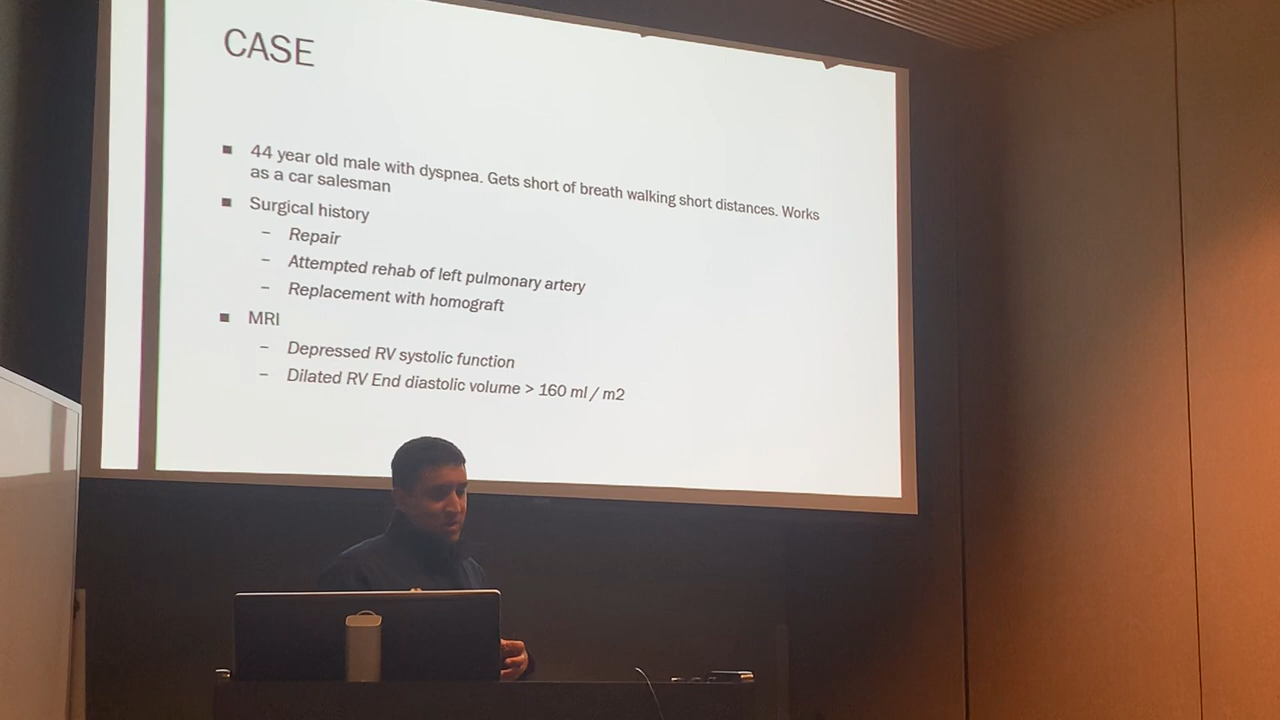 CASE
■ 44 year old male with dyspnea. Gets short of breath walking short distances. Works
as a car salesman
■ Surgical history
– Repair
– Attempted rehab of left pulmonary artery
– Replacement with homograft
■ MRI
– Depressed RV systolic function
– Dilated RV End diastolic volume > 160 ml / m2